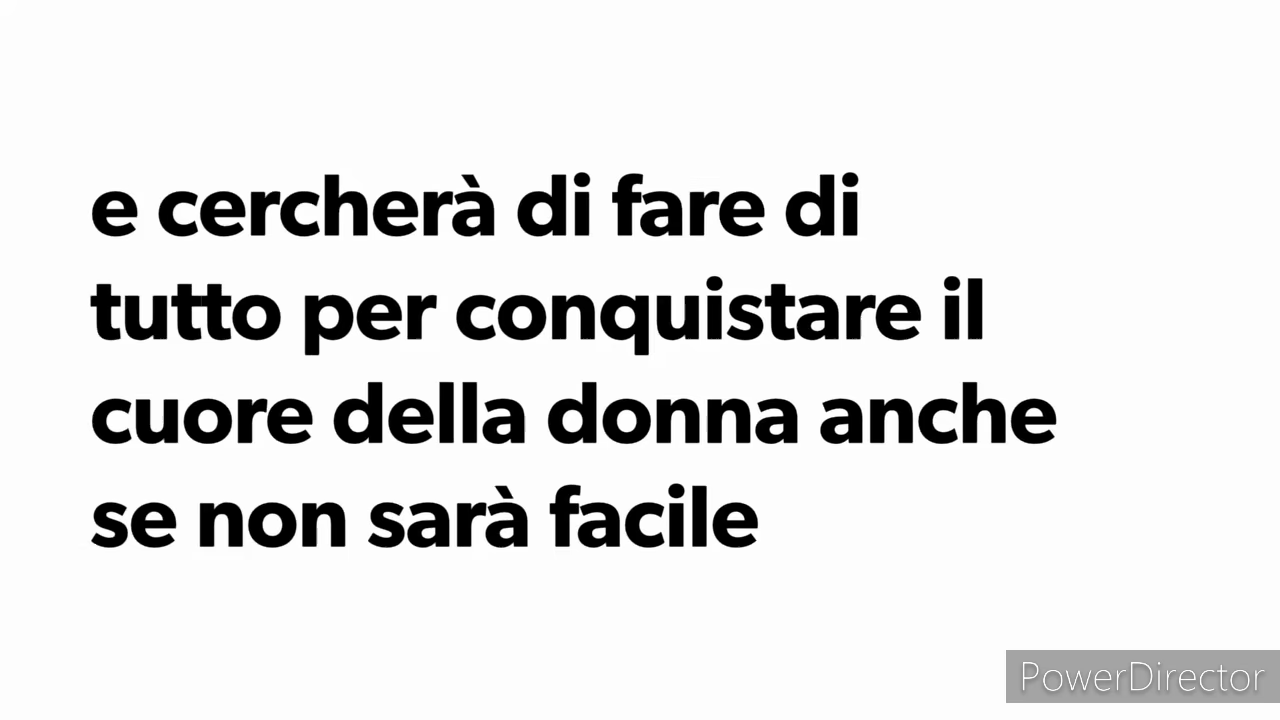 e cercherà di fare di
tutto per conquistare il
cuore della donna anche
se non sarà facile
PowerDirector